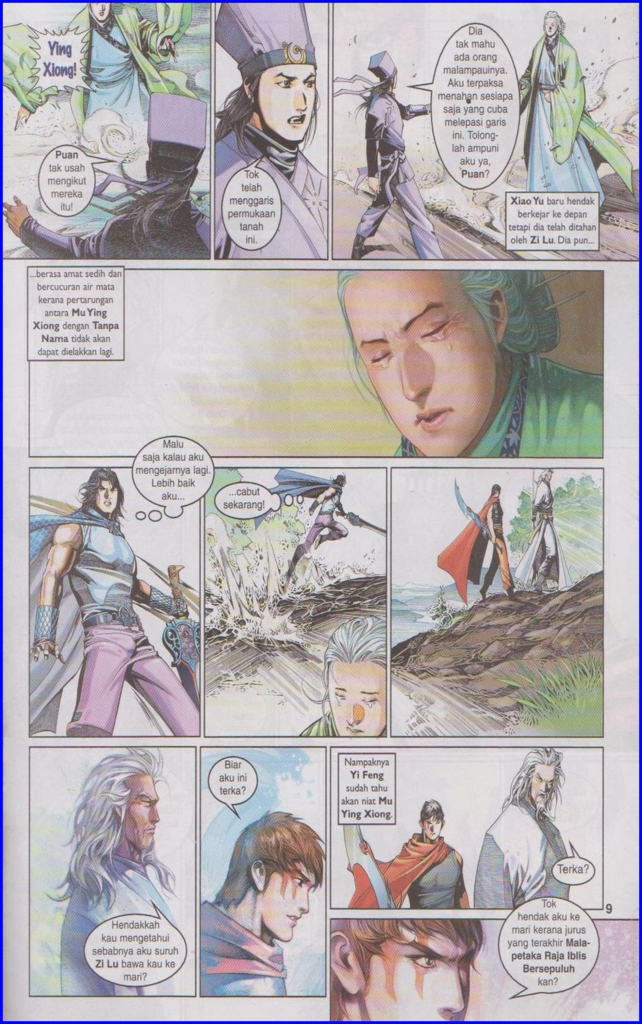 Ying
Xiong!
Puan
tak usah
mengikut
mereka
itu!
Tok
telah
menggaris
permukaan
tanah
ini.
Dia
tak mahu
ada orang
malampauinya.
Aku terpaksa
menahan sesiapa
saja yang cuba
melepasi garis
ini. Tolong-
lah ampuni
aku ya,
Puan?
Xiao Yu baru hendak
berkejar ke depan
tetapi dia telah ditahan
oleh Zi Lu. Dia pun...
...berasa amat sedih dan
bercucuran air mata
kerana pertarungan
antara Mu Ying
Xiong dengan Tanpa
Nama tidak akan
dapat dielakkan lagi.
Malu
saja kalau aku
mengejarnya lagi.
Lebih baik
aku...
...cabut
sekarang!
Hendakkah
kau mengetahui
sebabnya aku suruh
Zi Lu bawa kau ke
mari?
Biar
aku ini
terka?
Nampaknya
Yi Feng
sudah tahu
akan niat Mu
Ying Xiong.
Terka?
9
Tok
hendak aku ke
mari kerana jurus
yang terakhir Mala-
petaka Raja Iblis
Bersepuluh
kan?